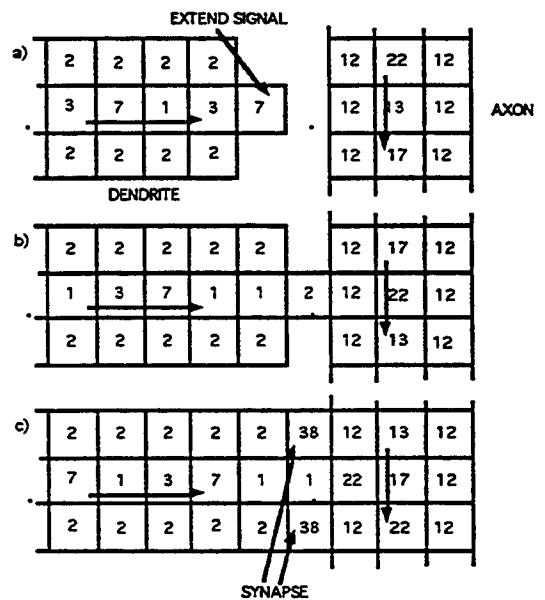 EXTEND SIGNAL
a)
2 2 2 2 12 22 12
3 7 1 3 7 12 13 12 AXON
2 2 2 2 12 17 12
DENDRITE
b)
2 2 2 2 2 12 17 12
1 3 7 1 1 2 12 22 12
2 2 2 2 2 12 13 12
c)
2 2 2 2 2 38 12 13 12
7 1 3 7 1 1 22 17 12
2 2 2 2 2 38 12 22 12
SYNAPSE